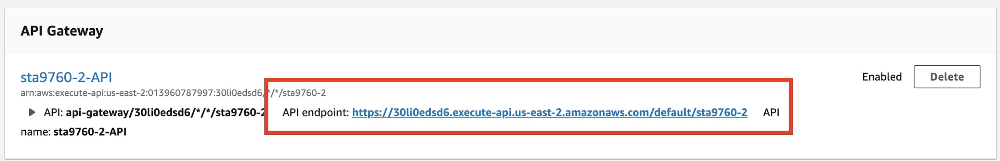 API Gateway
sta9760-2-API
Enabled
Delete
arn:aws:execute-api:us-east-2:013960787997:30li0edsd6/*/*/sta9760-2
API: api-gateway/30li0edsd6/*/*/sta9760-2 API endpoint: https://30li0edsd6.execute-api.us-east-2.amazonaws.com/default/sta9760-2 API
name: sta9760-2-API